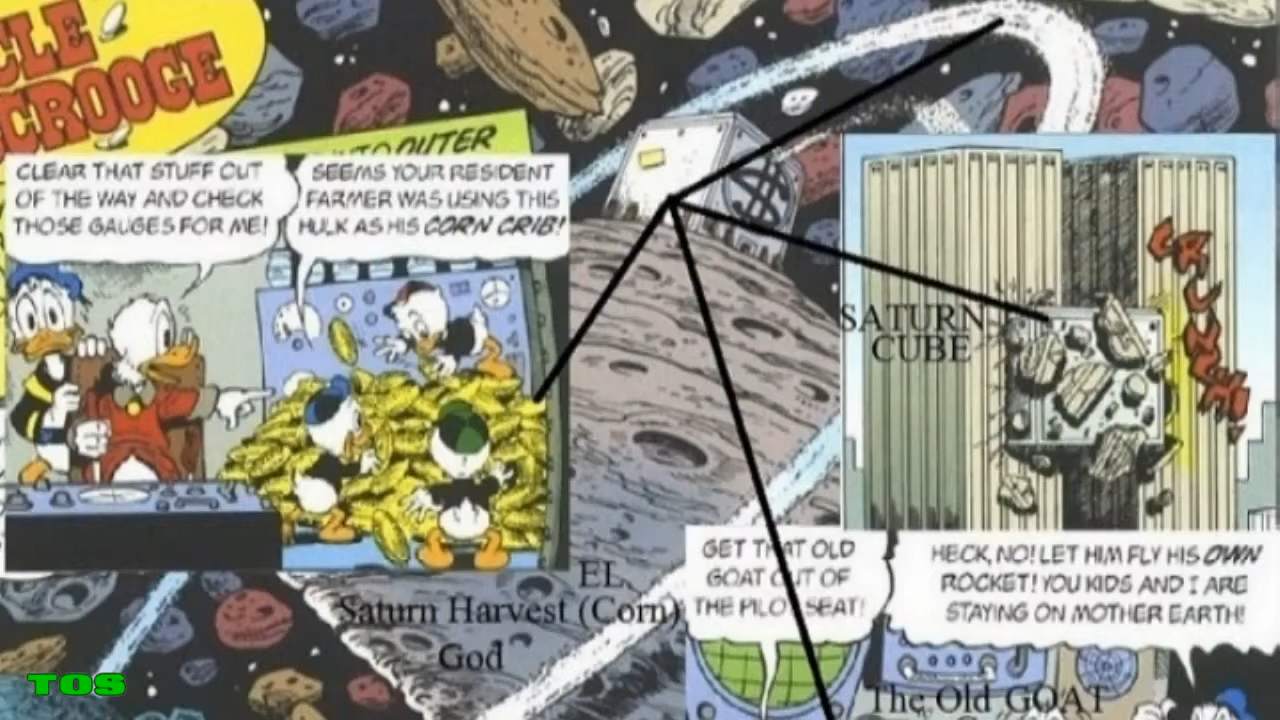 CLE
CROOGE
INTO OUTER
CLEAR THAT STUFF OUT
OF THE WAY AND CHECK
THOSE GAUGES FOR ME!
SEEMS YOUR RESIDENT
FARMER WAS USING THIS
HULK AS HIS CORN CRIB!
CRUNCH!
SATURN
CUBE
EL
Saturn Harvest (Corn)
God
GET THAT OLD
GOAT OUT OF
THE PILOT SEAT!
HECK, NO! LET HIM FLY HIS OWN
ROCKET! YOU KIDS AND I ARE
STAYING ON MOTHER EARTH!
The Old GOAT
TOS